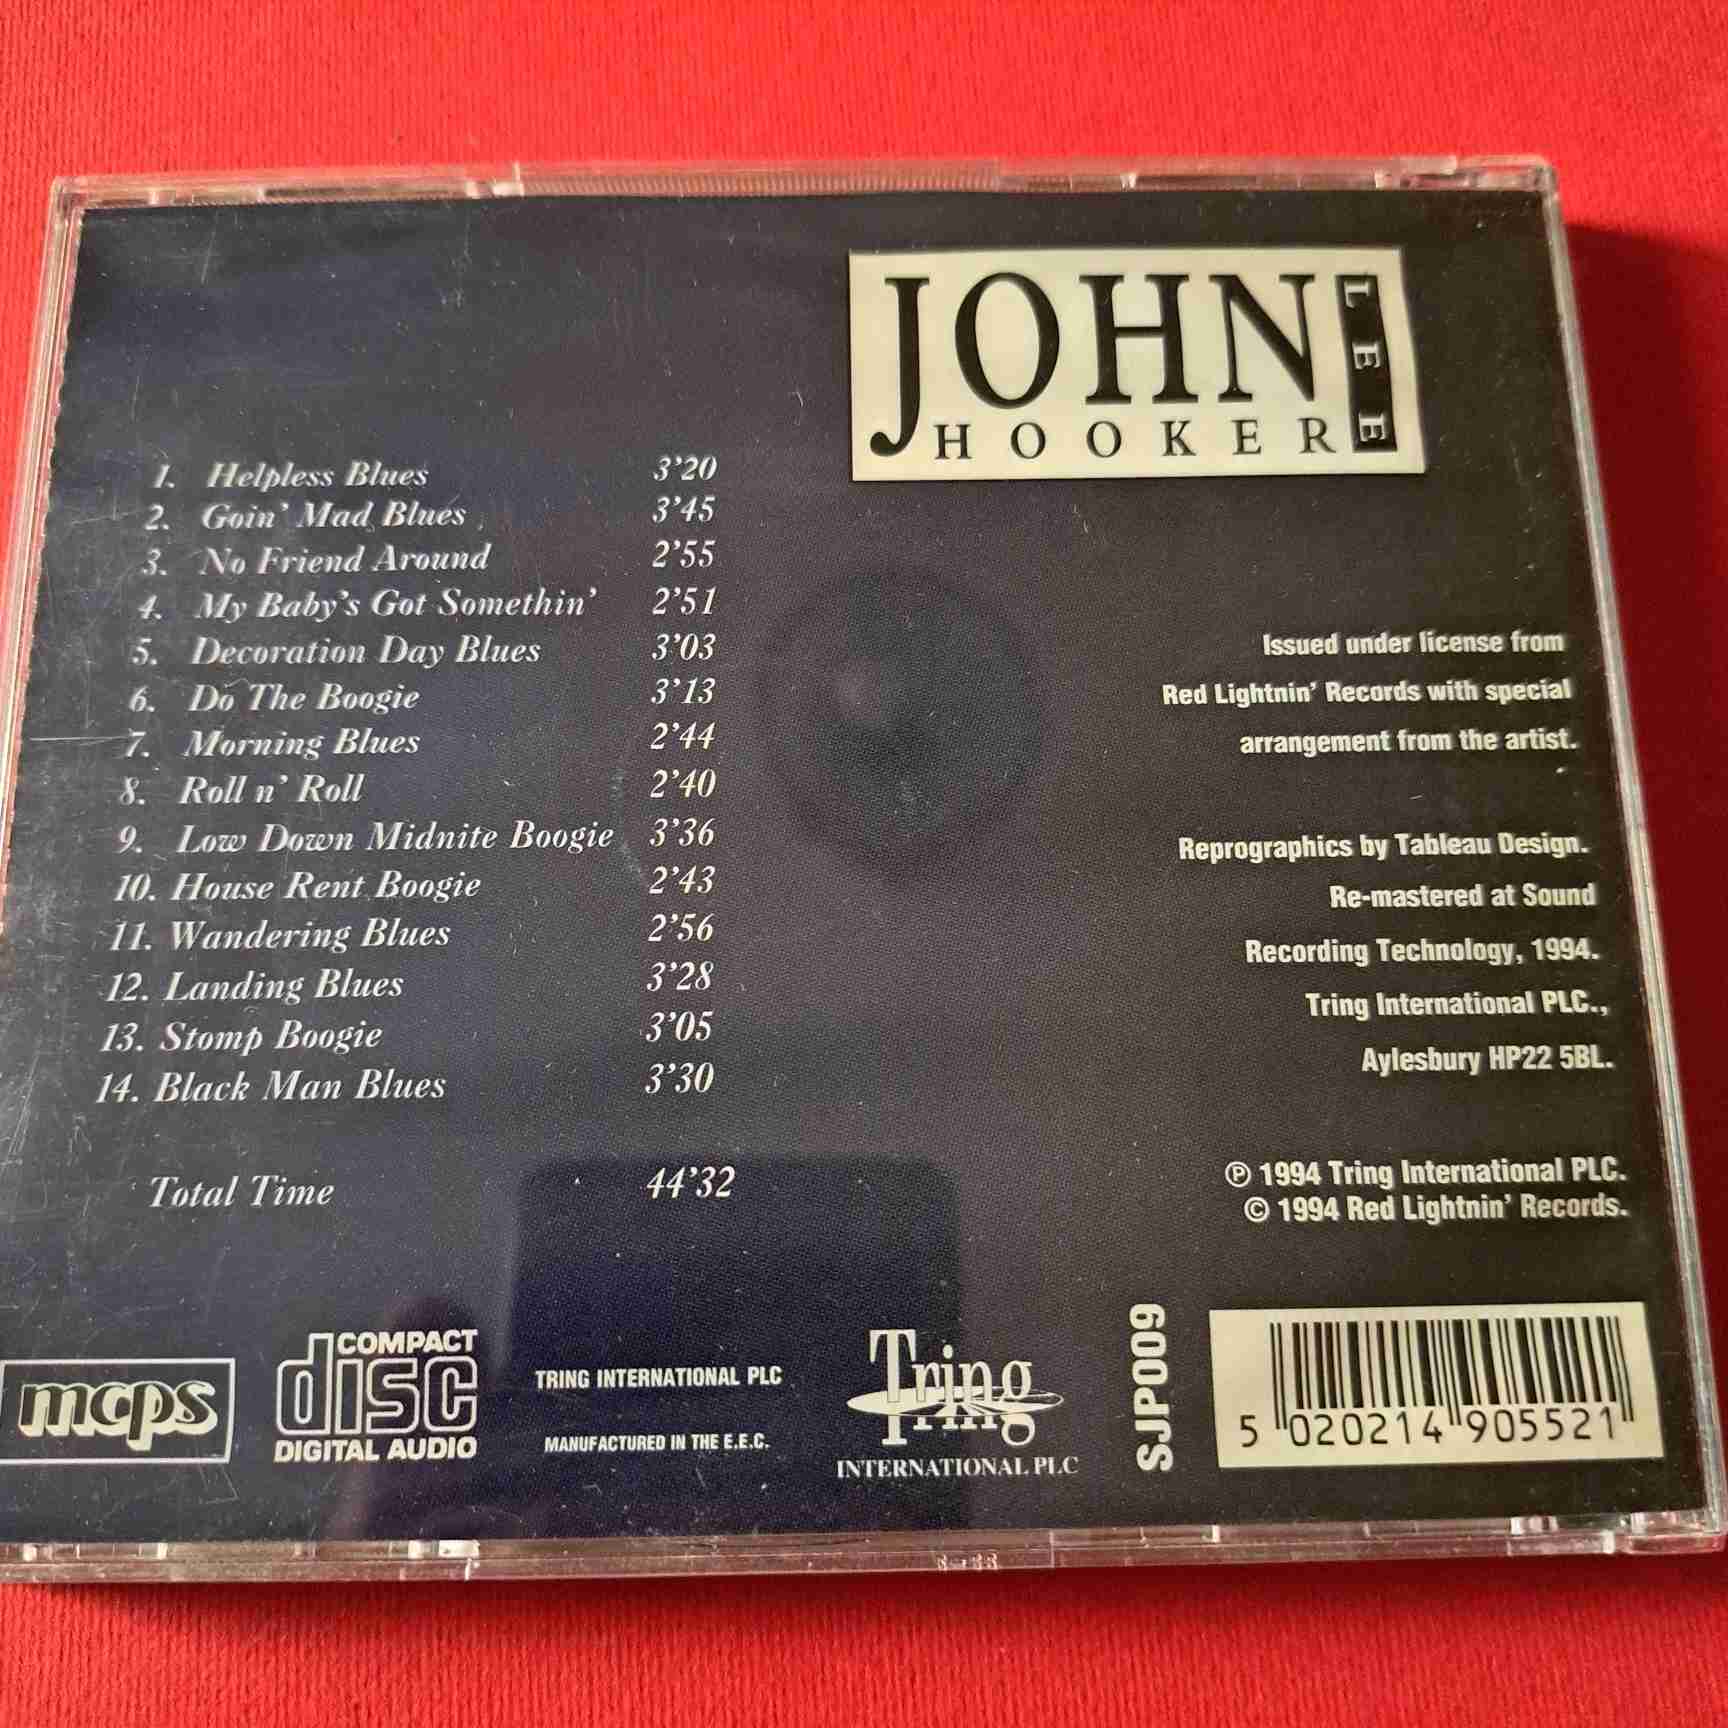 JOHN LEE
HOOKER
1. Helpless Blues 3'20
2. Goin' Mad Blues 3'45
3. No Friend Around 2'55
4. My Baby's Got Somethin' 2'51
5. Decoration Day Blues 3'03
6. Do The Boogie 3'13
7. Morning Blues 2'44
8. Roll n' Roll 2'40
9. Low Down Midnite Boogie 3'36
10. House Rent Boogie 2'43
11. Wandering Blues 2'56
12. Landing Blues 3'28
13. Stomp Boogie 3'05
14. Black Man Blues 3'30
Total Time 44'32
Issued under license from
Red Lightnin' Records with special
arrangement from the artist.
Reprographics by Tableau Design.
Re-mastered at Sound
Recording Technology, 1994.
Tring International PLC.,
Aylesbury HP22 5BL.
℗ 1994 Tring International PLC.
© 1994 Red Lightnin' Records.
mcps
COMPACT
disc
DIGITAL AUDIO
TRING INTERNATIONAL PLC
MANUFACTURED IN THE E.E.C.
Tring
INTERNATIONAL PLC
SJP009
5 020214 905521